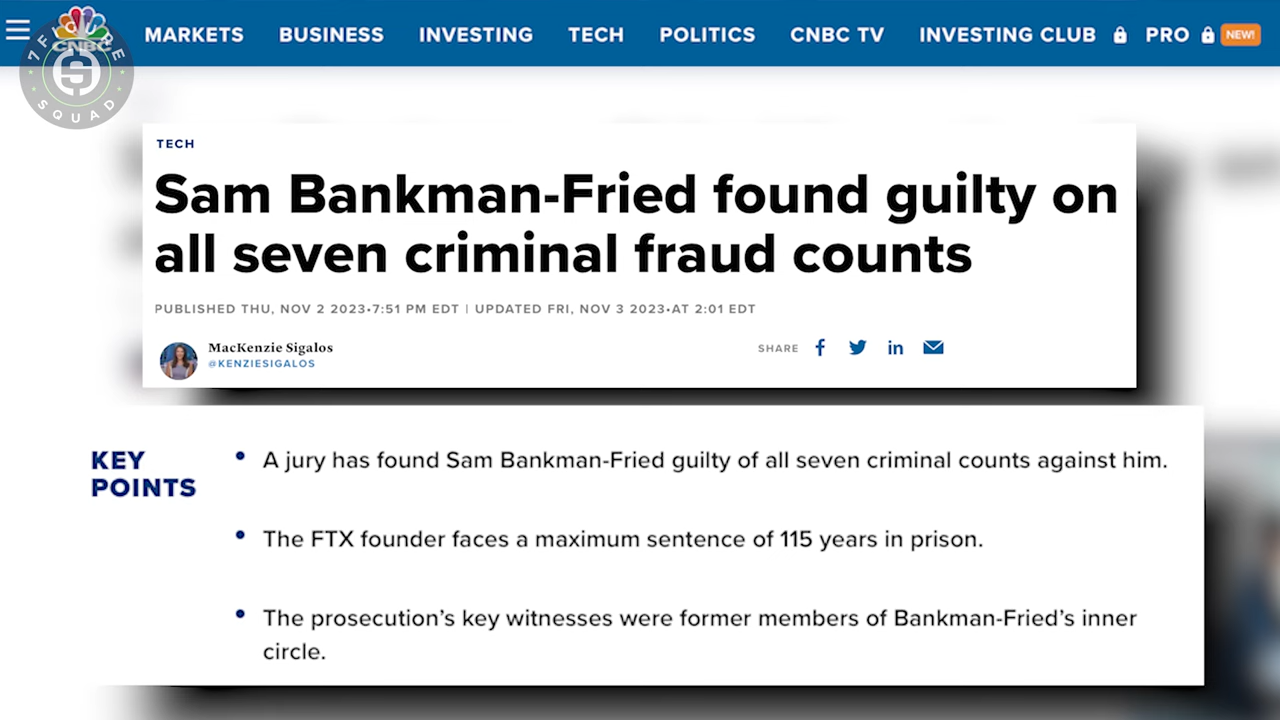 MARKETS BUSINESS INVESTING TECH POLITICS CNBC TV INVESTING CLUB PRO NEW!
CNBC
7FIGURE
SQUAD
TECH
Sam Bankman-Fried found guilty on
all seven criminal fraud counts
PUBLISHED THU, NOV 2 2023•7:51 PM EDT | UPDATED FRI, NOV 3 2023•AT 2:01 EDT
MacKenzie Sigalos
@KENZIESIGALOS
SHARE
KEY
POINTS
• A jury has found Sam Bankman-Fried guilty of all seven criminal counts against him.
• The FTX founder faces a maximum sentence of 115 years in prison.
• The prosecution's key witnesses were former members of Bankman-Fried's inner
circle.